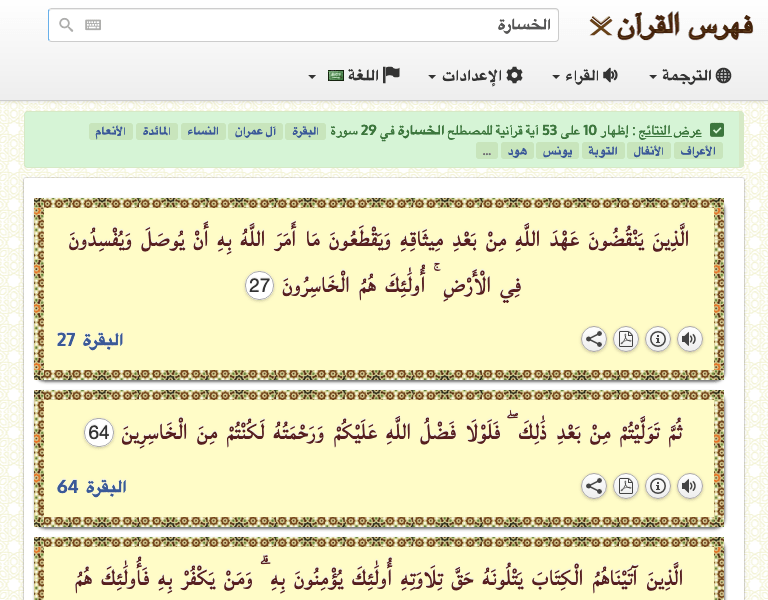 فهرس القرآن
الخسارة
الترجمة
القراء
الإعدادات
اللغة
عرض النتائج : إظهار 10 على 53 آية قرآنية للمصطلح الخسارة في 29 سورة البقرة آل عمران النساء المائدة الأنعام
الأعراف الأنفال التوبة يونس هود ...
الَّذِينَ يَنْقُضُونَ عَهْدَ اللَّهِ مِنْ بَعْدِ مِيثَاقِهِ وَيَقْطَعُونَ مَا أَمَرَ اللَّهُ بِهِ أَنْ يُوصَلَ وَيُفْسِدُونَ
فِي الْأَرْضِ ۚ أُولَٰئِكَ هُمُ الْخَاسِرُونَ 27
البقرة 27
ثُمَّ تَوَلَّيْتُمْ مِنْ بَعْدِ ذَٰلِكَ ۖ فَلَوْلَا فَضْلُ اللَّهِ عَلَيْكُمْ وَرَحْمَتُهُ لَكُنْتُمْ مِنَ الْخَاسِرِينَ 64
البقرة 64
الَّذِينَ آتَيْنَاهُمُ الْكِتَابَ يَتْلُونَهُ حَقَّ تِلَاوَتِهِ أُولَٰئِكَ يُؤْمِنُونَ بِهِ ۗ وَمَنْ يَكْفُرْ بِهِ فَأُولَٰئِكَ هُمُ